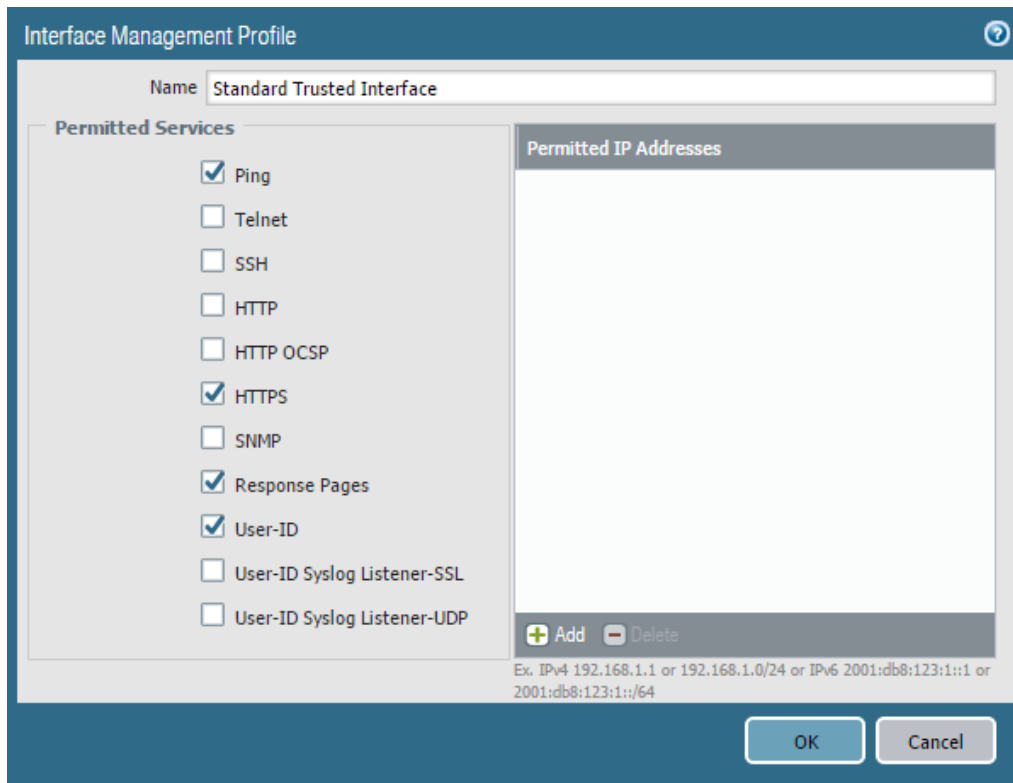 Interface Management Profile
?
Name Standard Trusted Interface
Permitted Services
Ping
Telnet
SSH
HTTP
HTTP OCSP
HTTPS
SNMP
Response Pages
User-ID
User-ID Syslog Listener-SSL
User-ID Syslog Listener-UDP
Permitted IP Addresses
Add Delete
Ex. IPv4 192.168.1.1 or 192.168.1.0/24 or IPv6 2001:db8:123:1::1 or
2001:db8:123:1::/64
OK Cancel